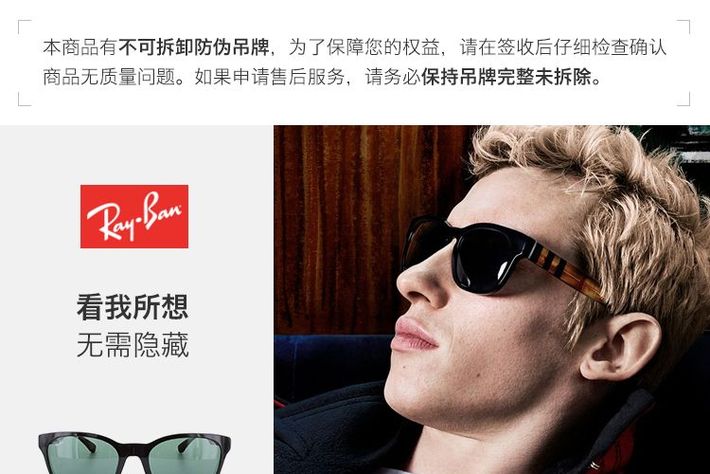 本商品有不可拆卸防伪吊牌，为了保障您的权益，请在签收后仔细检查确认
商品无质量问题。如果申请售后服务，请务必保持吊牌完整未拆除。
Ray-Ban
看我所想
无需隐藏